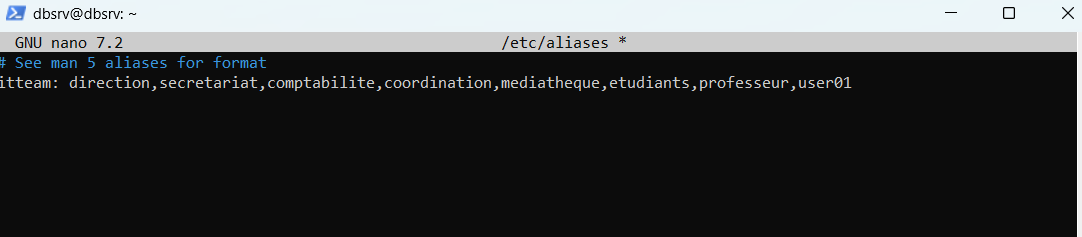 dbsrv@dbsrv: ~
GNU nano 7.2 /etc/aliases *
# See man 5 aliases for format
itteam: direction,secretariat,comptabilite,coordination,mediatheque,etudiants,professeur,user01